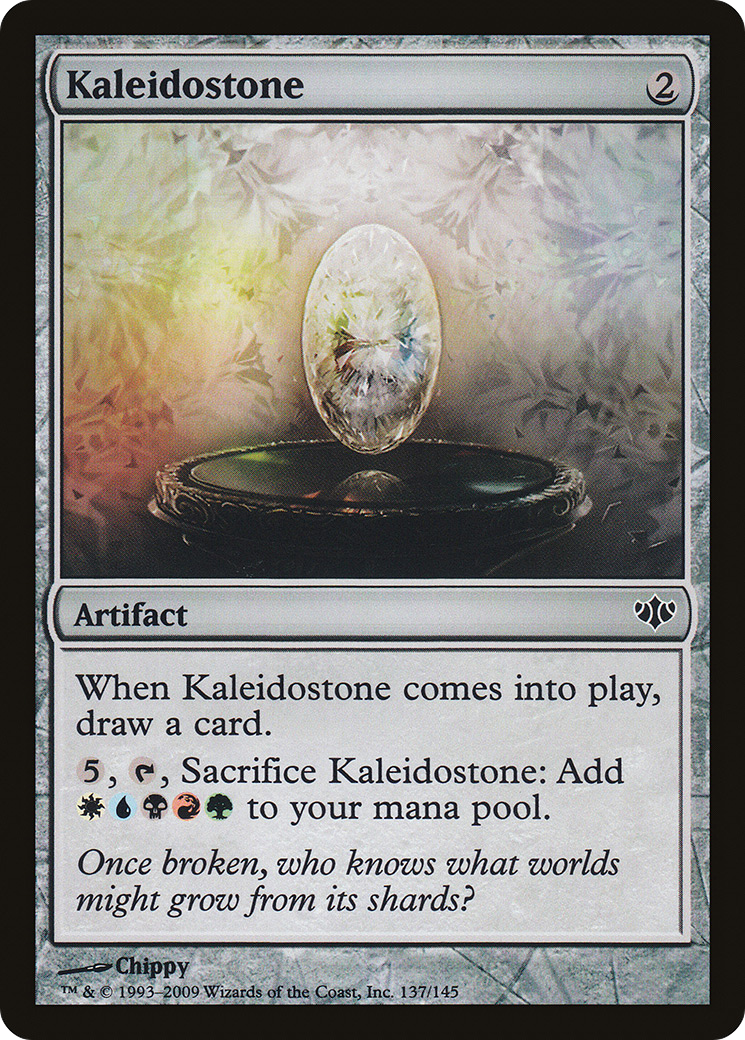 Kaleidostone 2
Artifact
When Kaleidostone comes into play,
draw a card.
5, , Sacrifice Kaleidostone: Add
to your mana pool.
Once broken, who knows what worlds
might grow from its shards?
Chippy
™ & © 1993–2009 Wizards of the Coast, Inc. 137/145